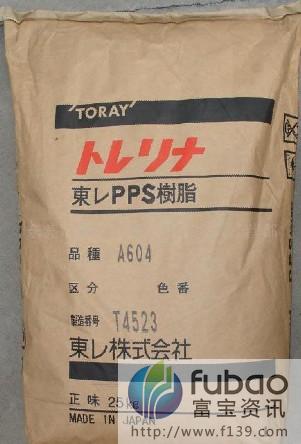 TORAY
トレリナ
東レPPS樹脂
品種 A604
区分 色番
製造番号 T4523
東レ株式会社
正味 25kg
MADE IN JAPAN
fubao
富宝资讯
http://www.f139.com